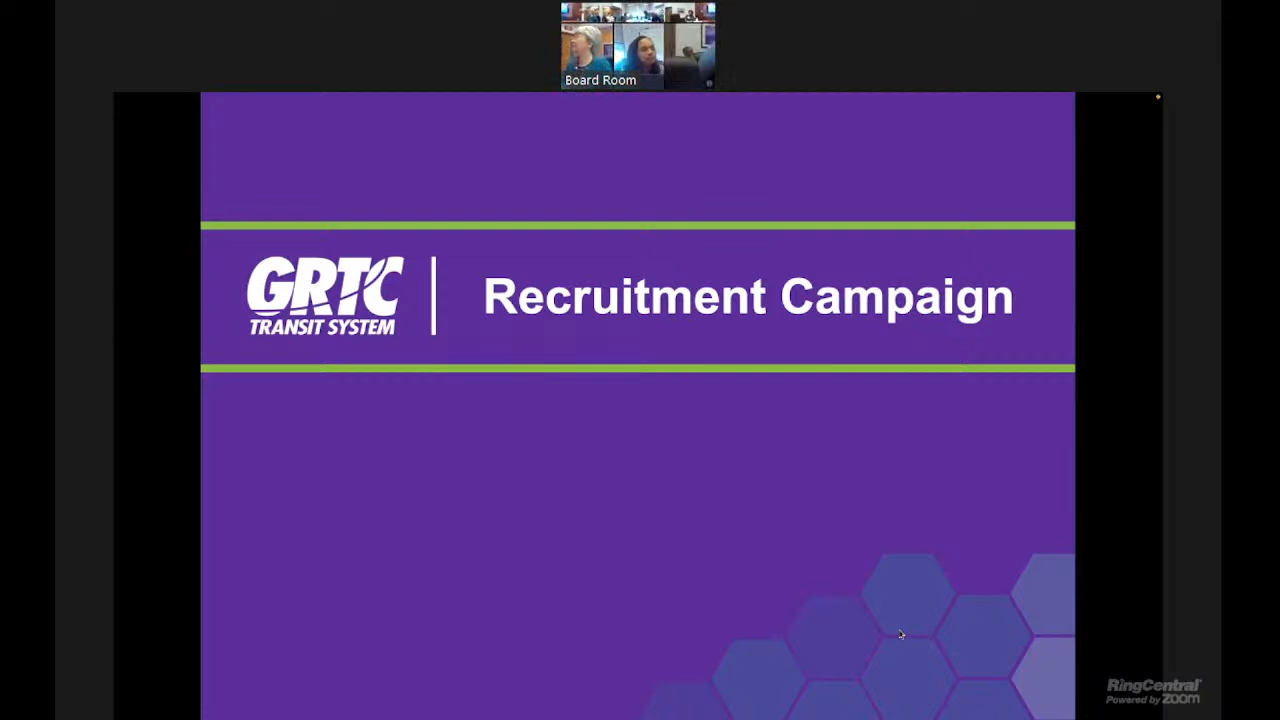 Board Room
GRTC
TRANSIT SYSTEM
Recruitment Campaign
RingCentral
Powered by zoom